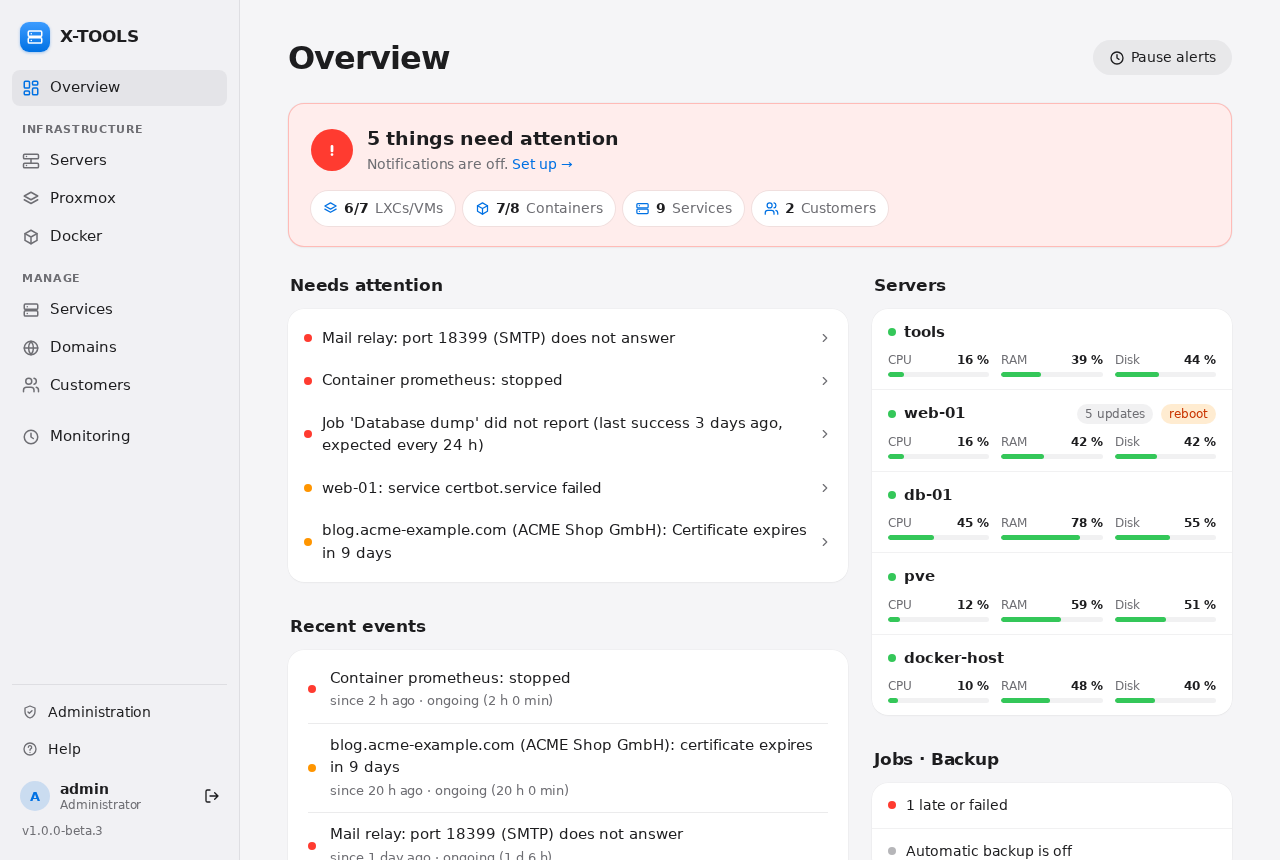 X-TOOLS
Overview
INFRASTRUCTURE
Servers
Proxmox
Docker
MANAGE
Services
Domains
Customers
Monitoring
Administration
Help
A
admin
Administrator
v1.0.0-beta.3
Overview
Pause alerts
5 things need attention
Notifications are off. Set up →
6/7 LXCs/VMs
7/8 Containers
9 Services
2 Customers
Needs attention
Mail relay: port 18399 (SMTP) does not answer
Container prometheus: stopped
Job 'Database dump' did not report (last success 3 days ago,
expected every 24 h)
web-01: service certbot.service failed
blog.acme-example.com (ACME Shop GmbH): Certificate expires
in 9 days
Recent events
Container prometheus: stopped
since 2 h ago · ongoing (2 h 0 min)
blog.acme-example.com (ACME Shop GmbH): certificate expires
in 9 days
since 20 h ago · ongoing (20 h 0 min)
Mail relay: port 18399 (SMTP) does not answer
since 1 day ago · ongoing (1 d 6 h)
Servers
tools
CPU 16 % RAM 39 % Disk 44 %
web-01 5 updates reboot
CPU 16 % RAM 42 % Disk 42 %
db-01
CPU 45 % RAM 78 % Disk 55 %
pve
CPU 12 % RAM 59 % Disk 51 %
docker-host
CPU 10 % RAM 48 % Disk 40 %
Jobs · Backup
1 late or failed
Automatic backup is off